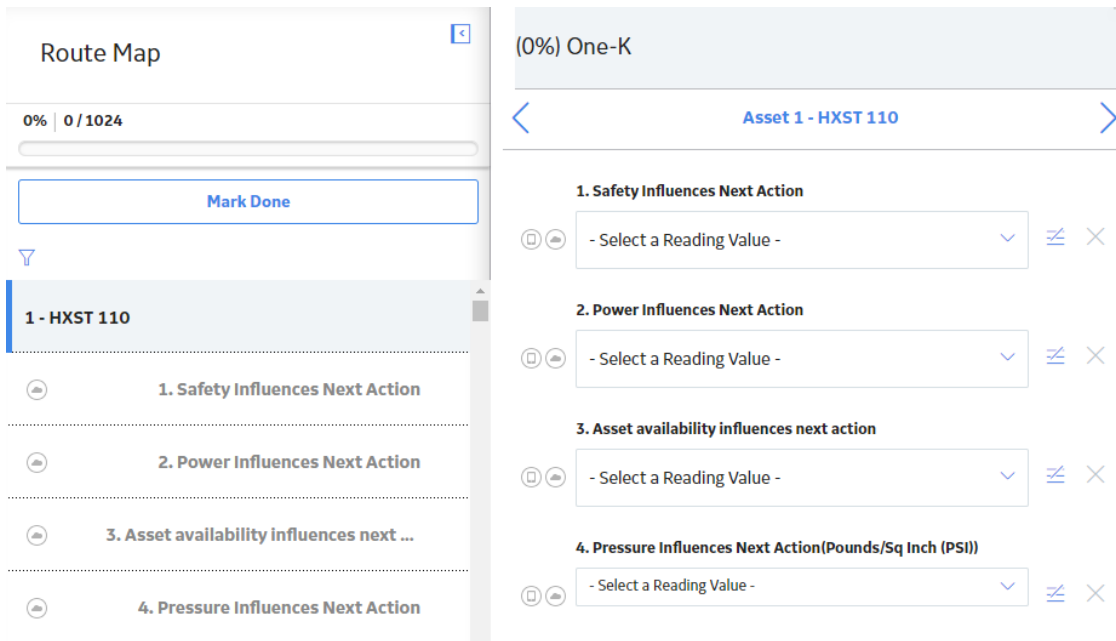 Route Map
0% | 0 / 1024
Mark Done
1 - HXST 110
1. Safety Influences Next Action
2. Power Influences Next Action
3. Asset availability influences next ...
4. Pressure Influences Next Action
(0%) One-K
Asset 1 - HXST 110
1. Safety Influences Next Action
- Select a Reading Value -
2. Power Influences Next Action
- Select a Reading Value -
3. Asset availability influences next action
- Select a Reading Value -
4. Pressure Influences Next Action(Pounds/Sq Inch (PSI))
- Select a Reading Value -